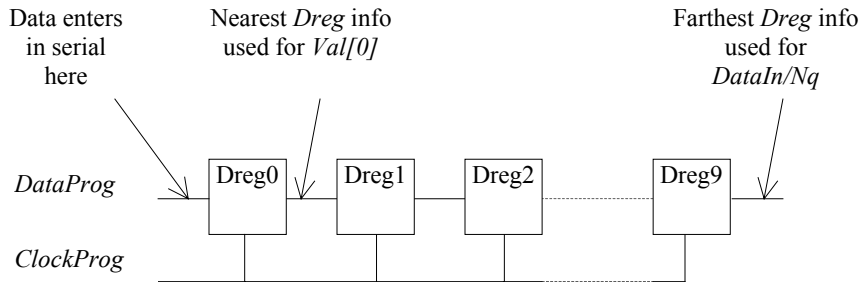 Data enters
in serial
here
Nearest Dreg info
used for Val[0]
Farthest Dreg info
used for
DataIn/Nq
DataProg
Dreg0
Dreg1
Dreg2
Dreg9
ClockProg